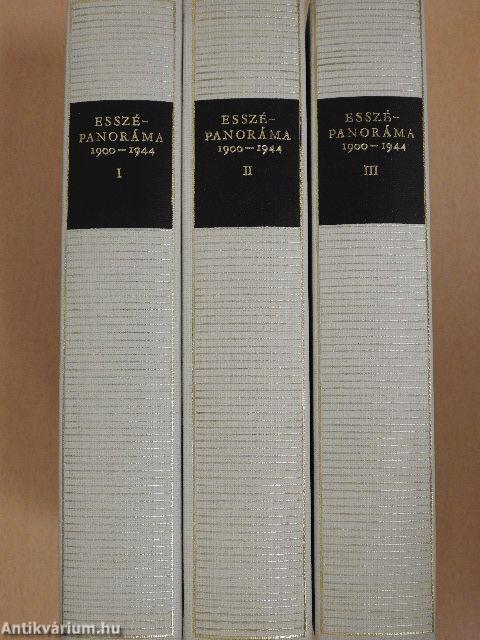 ESSZÉ-
PANORÁMA
1900–1944
I
ESSZÉ-
PANORÁMA
1900–1944
II
ESSZÉ-
PANORÁMA
1900–1944
III
Antikvárium.hu